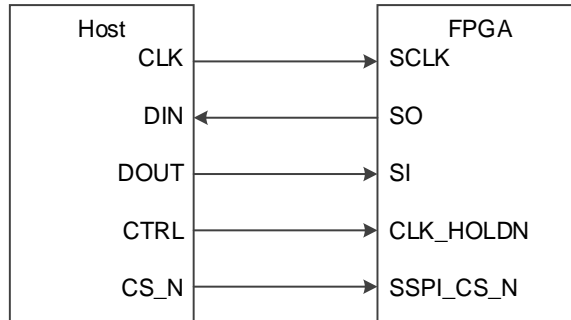 Host FPGA
CLK SCLK
DIN SO
DOUT SI
CTRL CLK_HOLDN
CS_N SSPI_CS_N